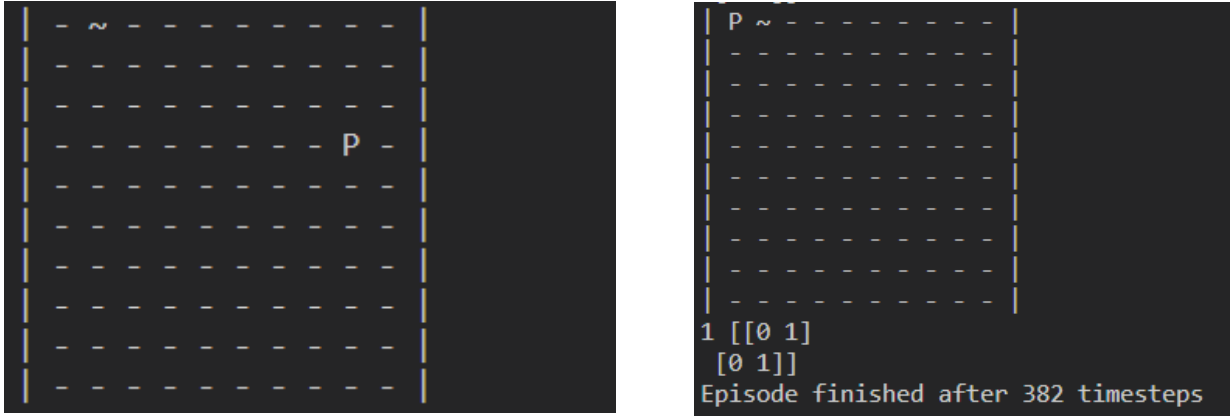 | - ~ - - - - - - - - |
| - - - - - - - - - - |
| - - - - - - - - - - |
| - - - - - - - - P - |
| - - - - - - - - - - |
| - - - - - - - - - - |
| - - - - - - - - - - |
| - - - - - - - - - - |
| - - - - - - - - - - |
| - - - - - - - - - - |
| P ~ - - - - - - - - |
| - - - - - - - - - - |
| - - - - - - - - - - |
| - - - - - - - - - - |
| - - - - - - - - - - |
| - - - - - - - - - - |
| - - - - - - - - - - |
| - - - - - - - - - - |
| - - - - - - - - - - |
| - - - - - - - - - - |
1 [[0 1]
[0 1]]
Episode finished after 382 timesteps